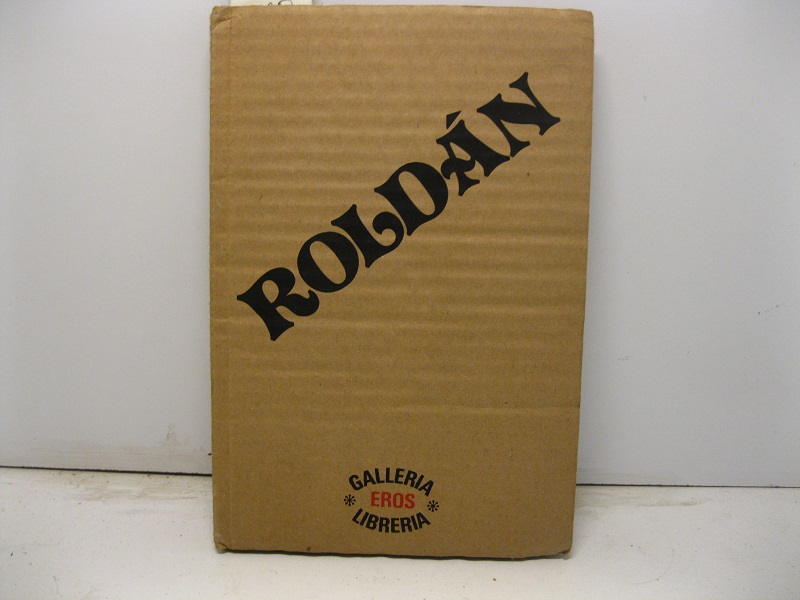 ROLDÁN
GALLERIA
* EROS *
LIBRERIA